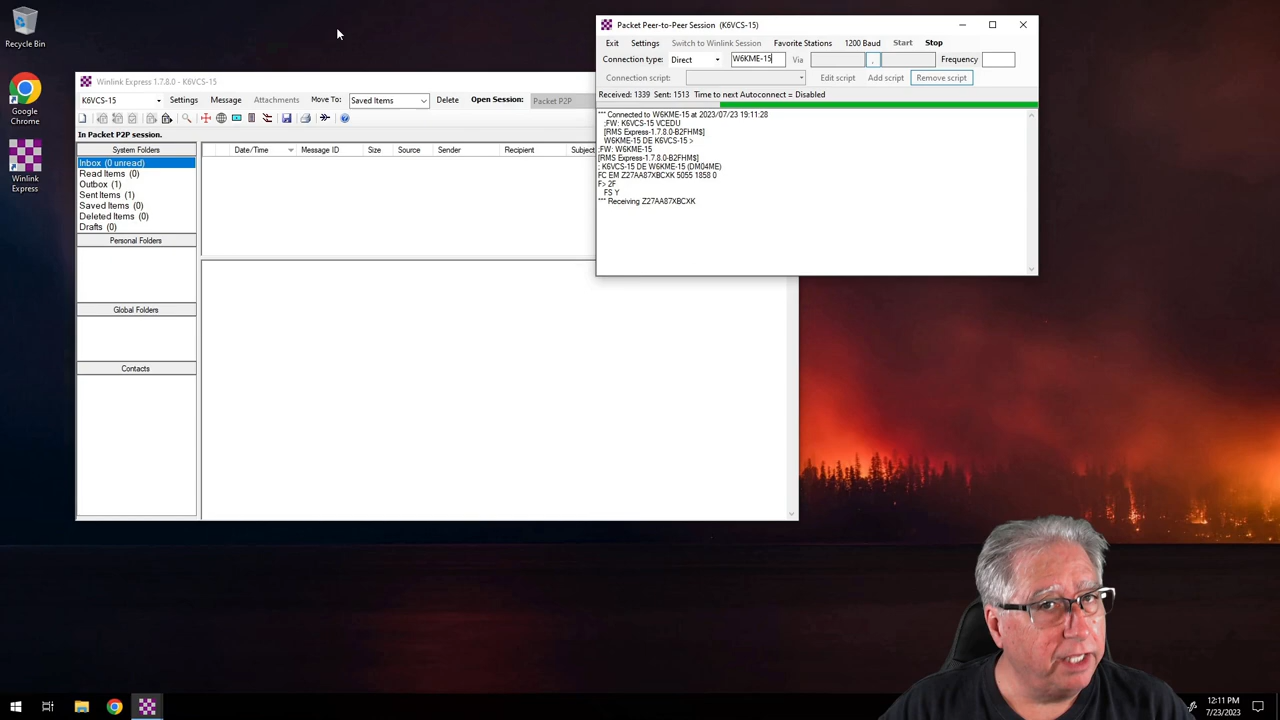 Recycle Bin
Google
Chrome
Winlink
Express
Winlink Express 1.7.8.0 - K6VCS-15
K6VCS-15 Settings Message Attachments Move To: Saved Items Delete Open Session: Packet P2P
In Packet P2P session.
System Folders
Inbox (0 unread)
Read Items (0)
Outbox (1)
Sent Items (1)
Saved Items (0)
Deleted Items (0)
Drafts (0)
Personal Folders
Global Folders
Contacts
Date/Time Message ID Size Source Sender Recipient Subject
Packet Peer-to-Peer Session (K6VCS-15)
Exit Settings Switch to Winlink Session Favorite Stations 1200 Baud Start Stop
Connection type: Direct W6KME-15 Via , Frequency
Connection script: Edit script Add script Remove script
Received: 1339 Sent: 1513 Time to next Autoconnect = Disabled
*** Connected to W6KME-15 at 2023/07/23 19:11:28
;FW: K6VCS-15 VCEDU
[RMS Express-1.7.8.0-B2FHM$]
W6KME-15 DE K6VCS-15 >
;FW: W6KME-15
[RMS Express-1.7.8.0-B2FHM$]
; K6VCS-15 DE W6KME-15 (DM04ME)
FC EM Z27AA87XBCXK 5055 1858 0
F> 2F
FS Y
*** Receiving Z27AA87XBCXK
12:11 PM
7/23/2023